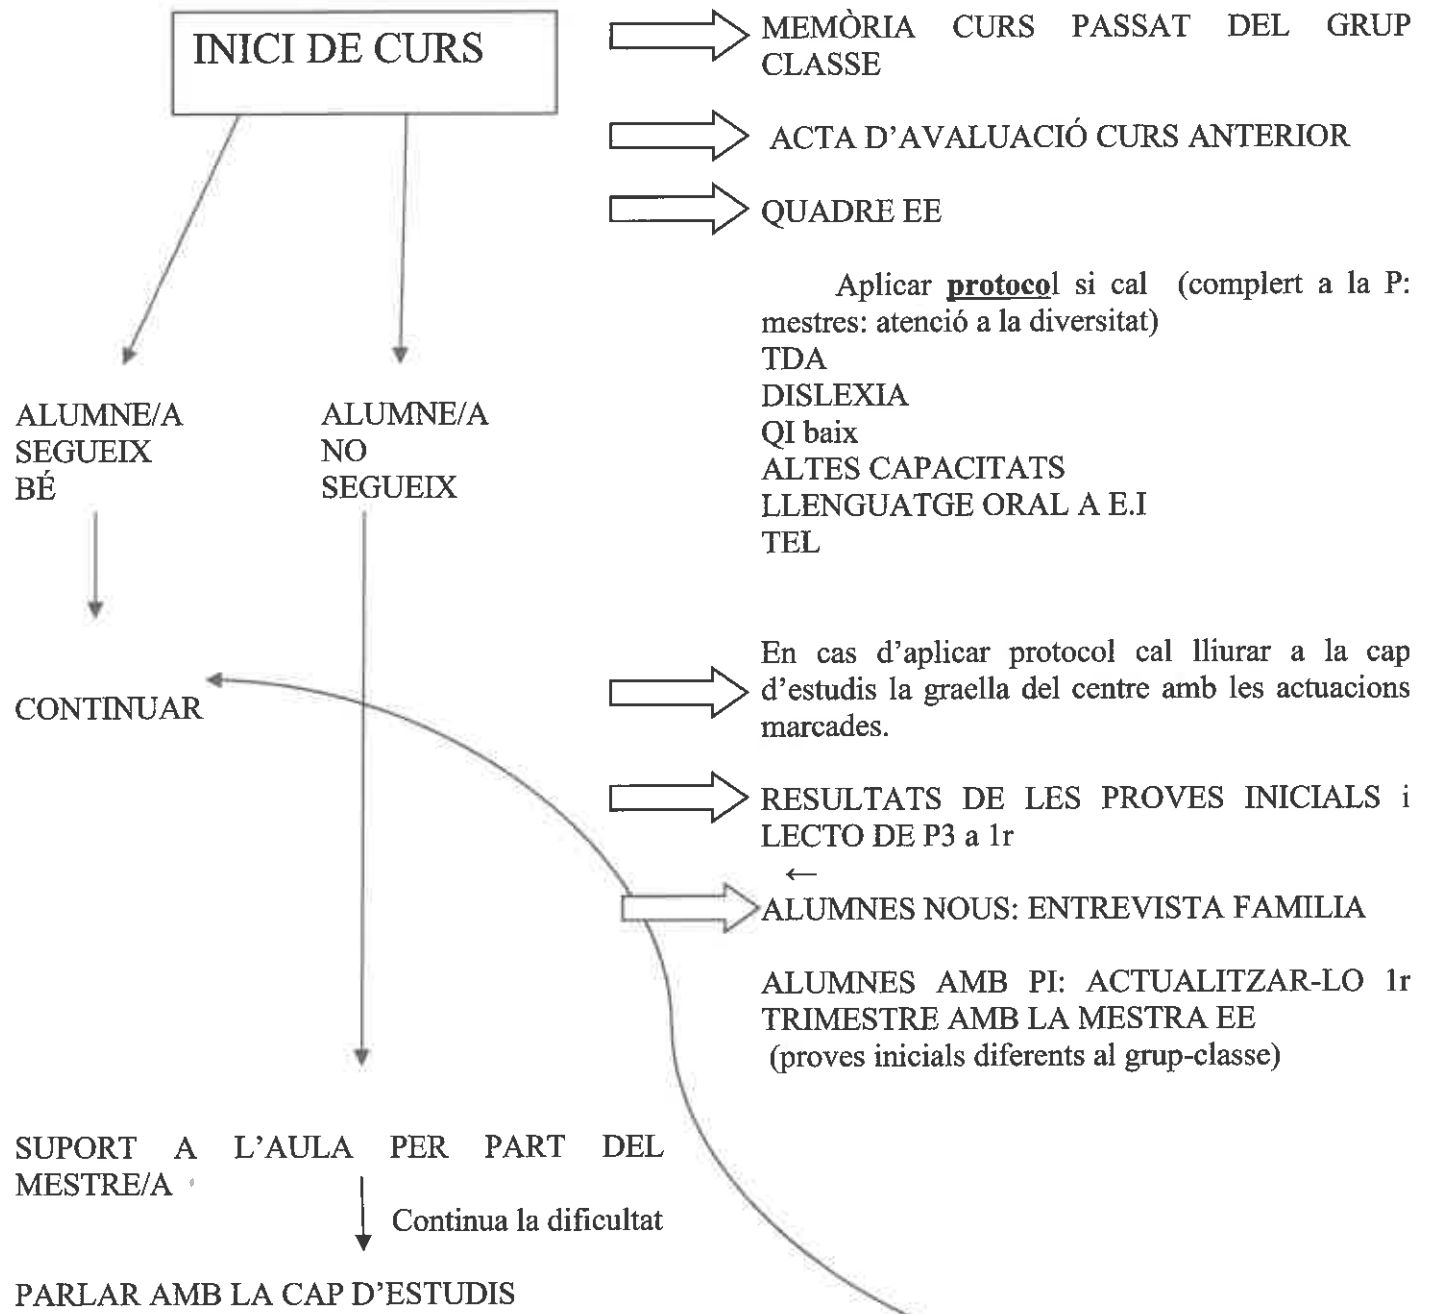 INICI DE CURS
MEMÒRIA CURS PASSAT DEL GRUP
CLASSE
ACTA D'AVALUACIÓ CURS ANTERIOR
QUADRE EE
Aplicar protocol si cal (complert a la P:
mestres: atenció a la diversitat)
TDA
DISLEXIA
QI baix
ALTES CAPACITATS
LLENGUATGE ORAL A E.I
TEL
ALUMNE/A
SEGUEIX
BÉ
ALUMNE/A
NO
SEGUEIX
CONTINUAR
En cas d'aplicar protocol cal lliurar a la cap
d'estudis la graella del centre amb les actuacions
marcades.
RESULTATS DE LES PROVES INICIALS i
LECTO DE P3 a 1r
←
ALUMNES NOUS: ENTREVISTA FAMILIA
ALUMNES AMB PI: ACTUALITZAR-LO 1r
TRIMESTRE AMB LA MESTRA EE
(proves inicials diferents al grup-classe)
SUPORT A L'AULA PER PART DEL
MESTRE/A
Continua la dificultat
PARLAR AMB LA CAP D'ESTUDIS